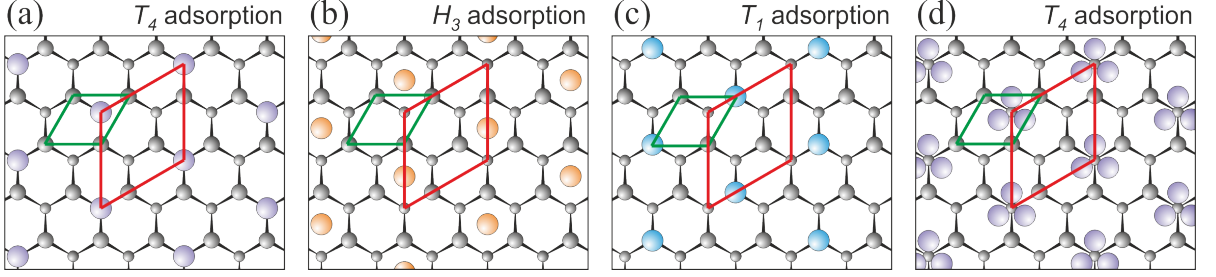 (a) T4 adsorption
(b) H3 adsorption
(c) T1 adsorption
(d) T4 adsorption